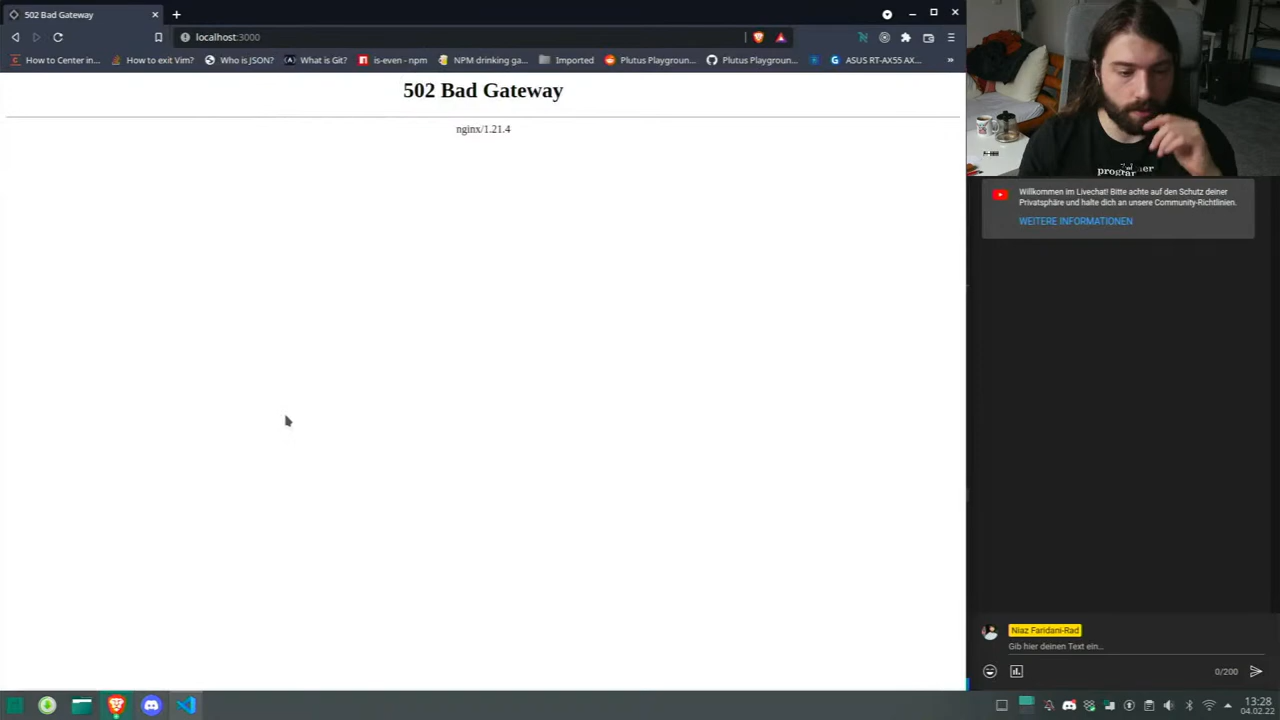 502 Bad Gateway
localhost:3000
How to Center in...
How to exit Vim?
Who is JSON?
What is Git?
is-even - npm
NPM drinking ga...
Imported
Plutus Playgroun...
Plutus Playgroun...
ASUS RT-AX55 AX...
»
502 Bad Gateway
nginx/1.21.4
programmer
Willkommen im Livechat! Bitte achte auf den Schutz deiner
Privatsphäre und halte dich an unsere Community-Richtlinien.
WEITERE INFORMATIONEN
Niaz Faridani-Rad
Gib hier deinen Text ein...
0/200
13:28
04.02.22